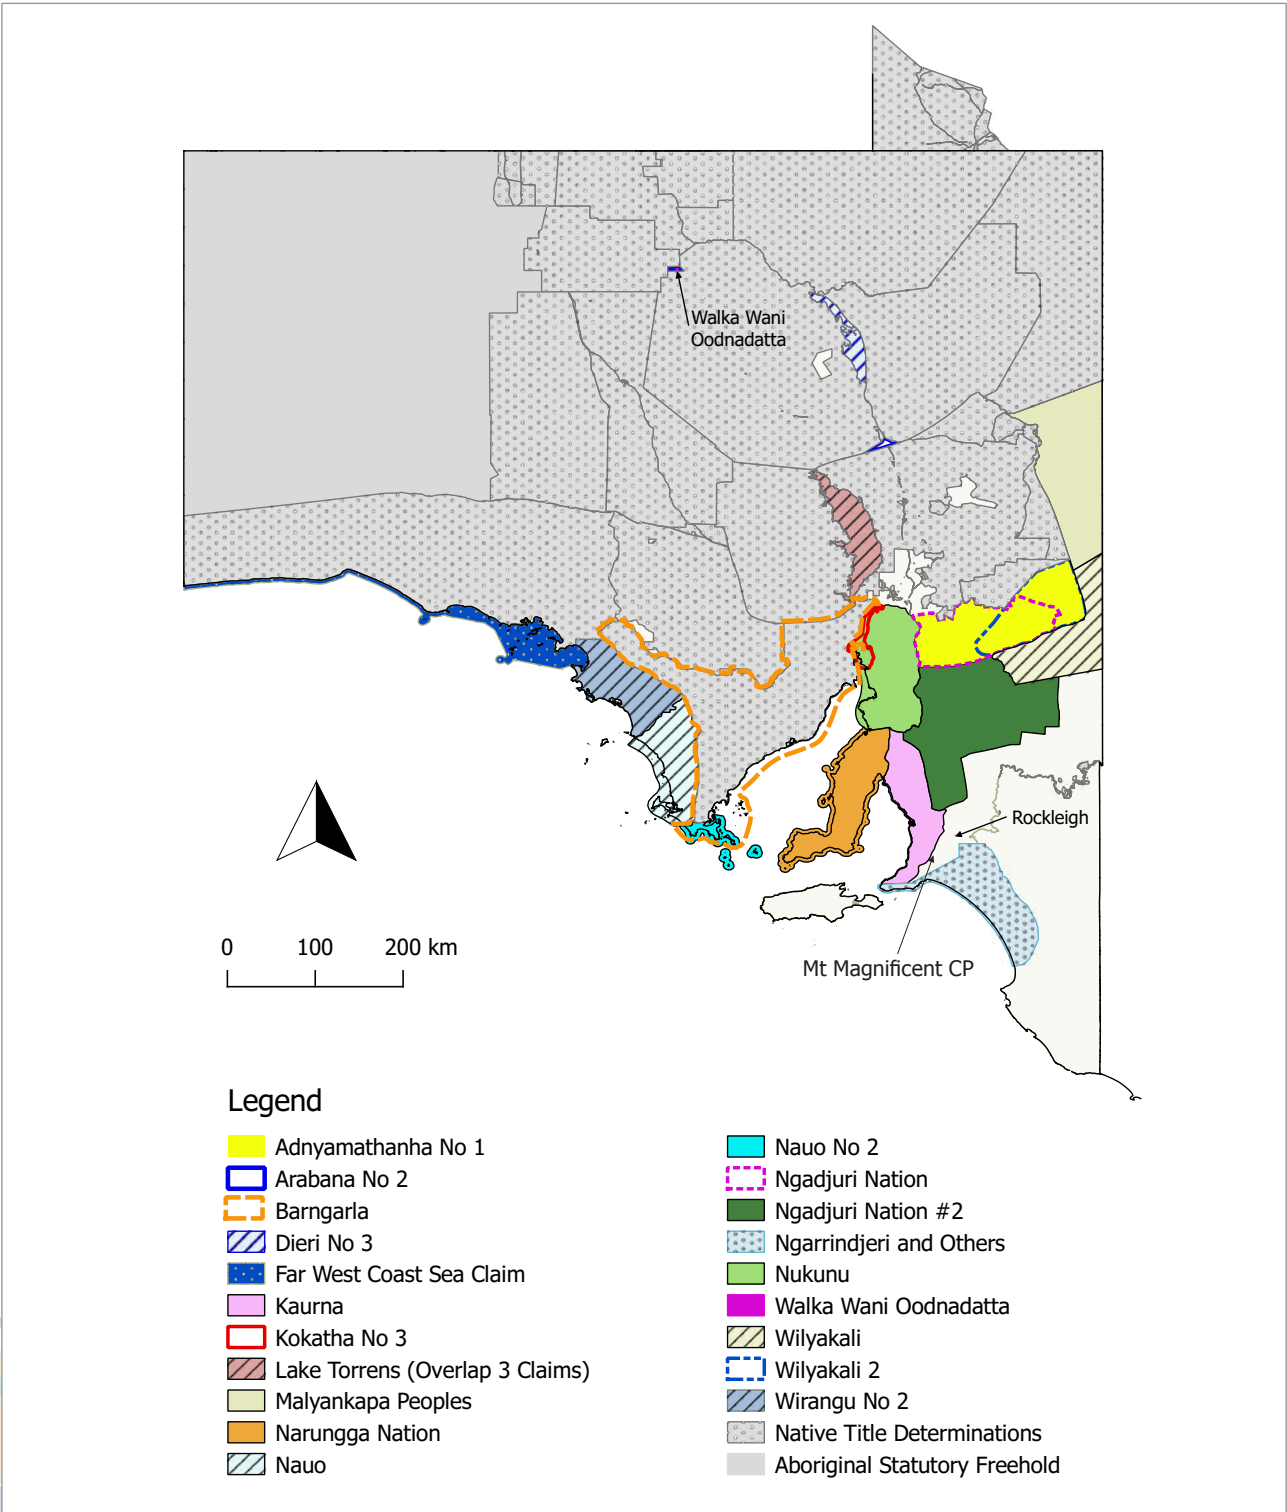 Walka Wani
Oodnadatta
Rockleigh
Mt Magnificent CP
0 100 200 km
Legend
Adnyamathanha No 1
Arabana No 2
Barngarla
Dieri No 3
Far West Coast Sea Claim
Kaurna
Kokatha No 3
Lake Torrens (Overlap 3 Claims)
Malyankapa Peoples
Narungga Nation
Nauo
Nauo No 2
Ngadjuri Nation
Ngadjuri Nation #2
Ngarrindjeri and Others
Nukunu
Walka Wani Oodnadatta
Wilyakali
Wilyakali 2
Wirangu No 2
Native Title Determinations
Aboriginal Statutory Freehold